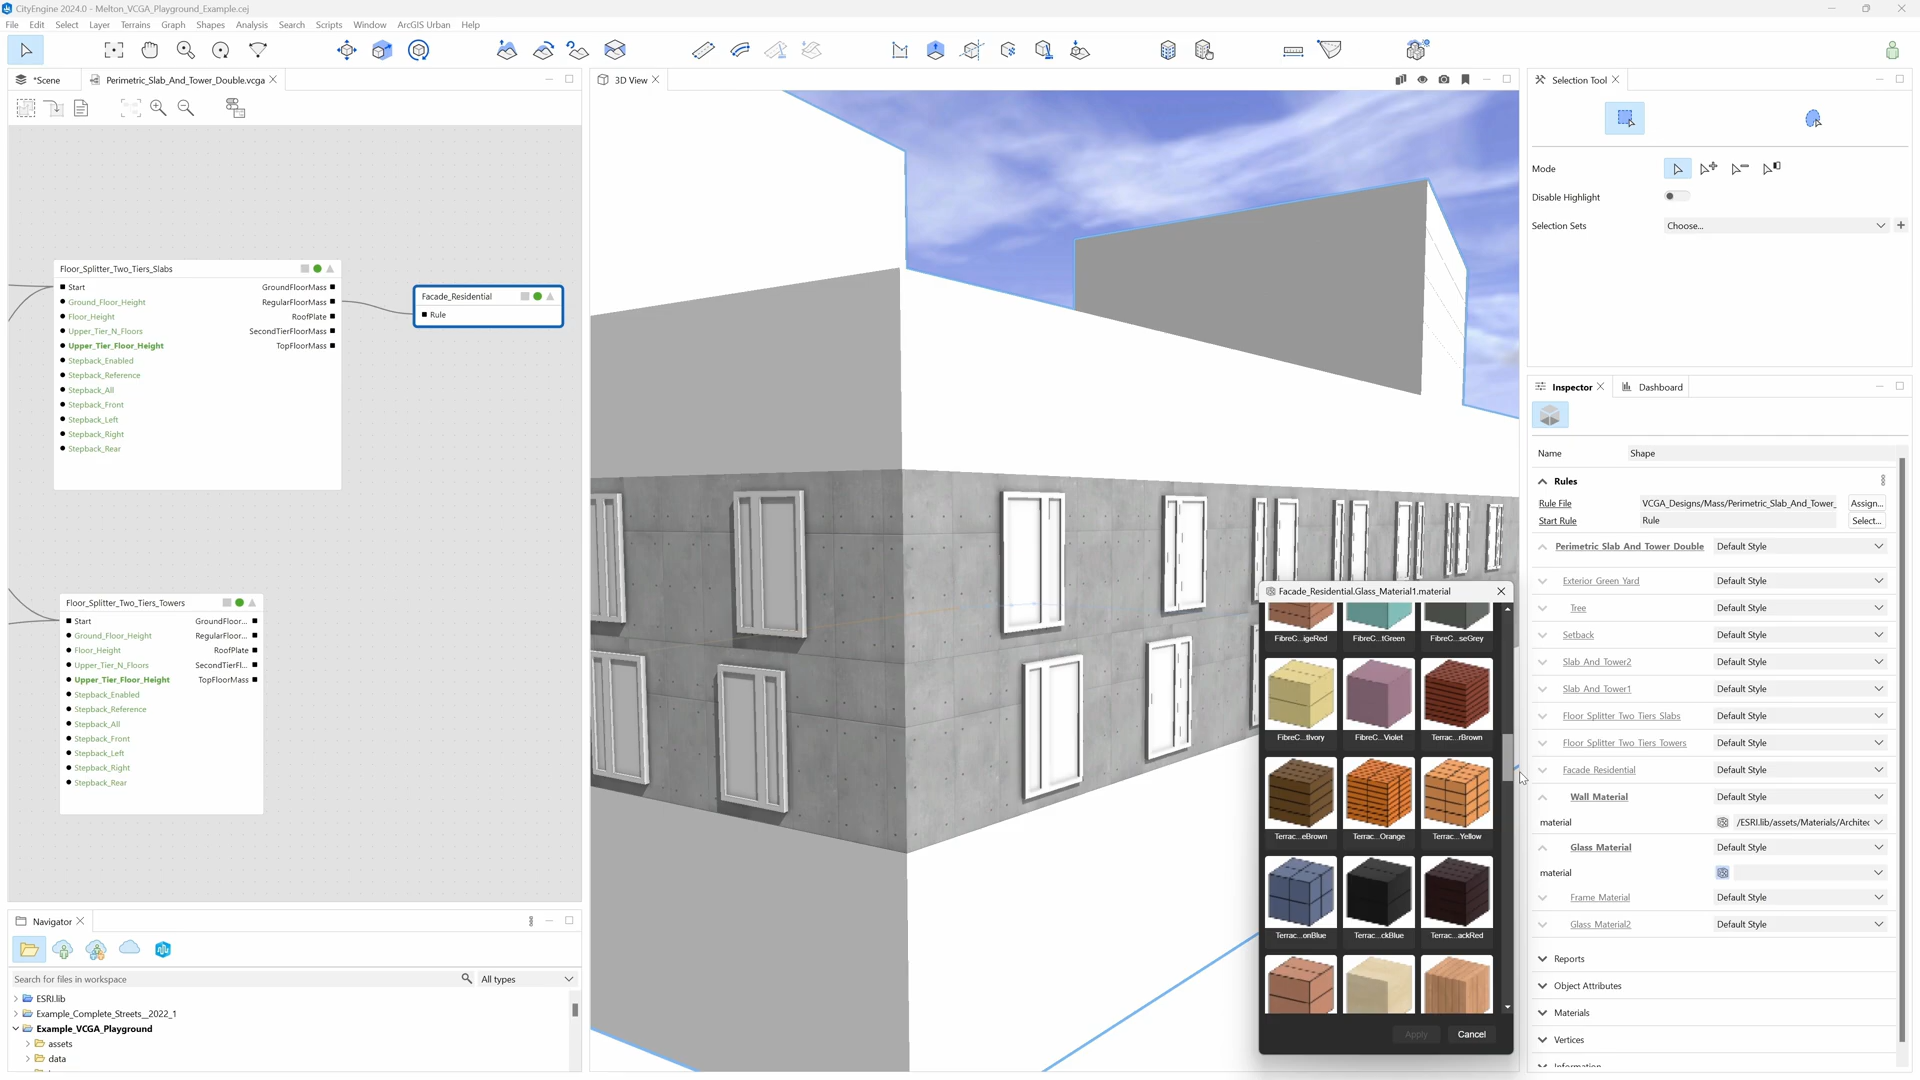 CityEngine 2024.0 - Melton_VCGA_Playground_Example.cej
File Edit Select Layer Terrains Graph Shapes Analysis Search Scripts Window ArcGIS Urban Help
*Scene
Perimetric_Slab_And_Tower_Double.vcga
Floor_Splitter_Two_Tiers_Slabs
Start GroundFloorMass
Ground_Floor_Height RegularFloorMass
Floor_Height RoofPlate
Upper_Tier_N_Floors SecondTierFloorMass
Upper_Tier_Floor_Height TopFloorMass
Stepback_Enabled
Stepback_Reference
Stepback_All
Stepback_Front
Stepback_Left
Stepback_Right
Stepback_Rear
Facade_Residential
Rule
Floor_Splitter_Two_Tiers_Towers
Start GroundFloor...
Ground_Floor_Height RegularFloor...
Floor_Height RoofPlate
Upper_Tier_N_Floors SecondTierFl...
Upper_Tier_Floor_Height TopFloorMass
Stepback_Enabled
Stepback_Reference
Stepback_All
Stepback_Front
Stepback_Left
Stepback_Right
Stepback_Rear
Navigator
Search for files in workspace All types
ESRI.lib
Example_Complete_Streets__2022_1
Example_VCGA_Playground
assets
data
3D View
Facade_Residential.Glass_Material1.material
FibreC...igeRed FibreC...tGreen FibreC...seGrey
FibreC...tIvory FibreC...Violet Terrac...rBrown
Terrac...eBrown Terrac...Orange Terrac...Yellow
Terrac...onBlue Terrac...ckBlue Terrac...ackRed
Apply Cancel
Selection Tool
Mode
Disable Highlight
Selection Sets Choose...
Inspector Dashboard
Name Shape
Rules
Rule File VCGA_Designs/Mass/Perimetric_Slab_And_Tower_ Assign...
Start Rule Rule Select...
Perimetric Slab And Tower Double Default Style
Exterior Green Yard Default Style
Tree Default Style
Setback Default Style
Slab And Tower2 Default Style
Slab And Tower1 Default Style
Floor Splitter Two Tiers Slabs Default Style
Floor Splitter Two Tiers Towers Default Style
Facade Residential Default Style
Wall Material Default Style
material /ESRI.lib/assets/Materials/Architec
Glass Material Default Style
material
Frame Material Default Style
Glass Material2 Default Style
Reports
Object Attributes
Materials
Vertices
Information